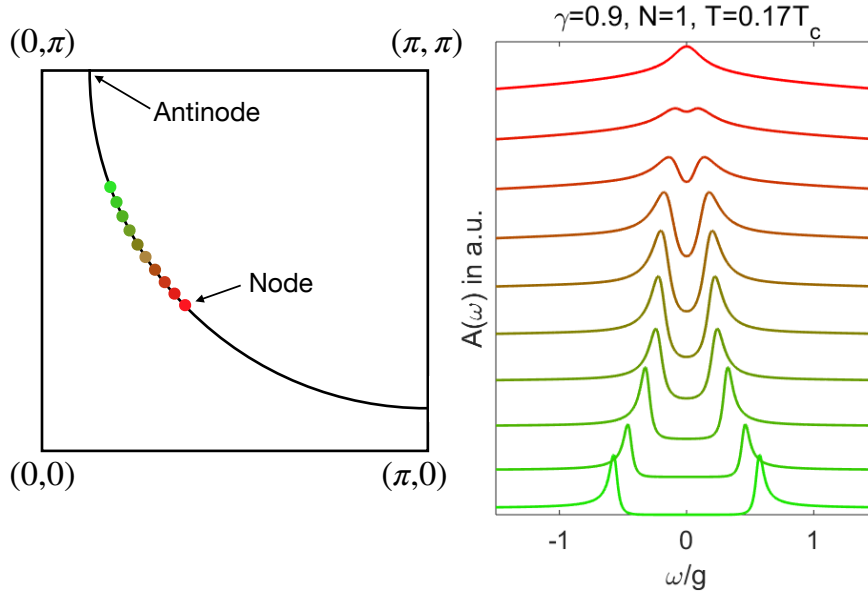 (0,π)
(π, π)
Antinode
Node
(0,0)
(π,0)
γ=0.9, N=1, T=0.17T_c
A(ω) in a.u.
-1
0
1
ω/g